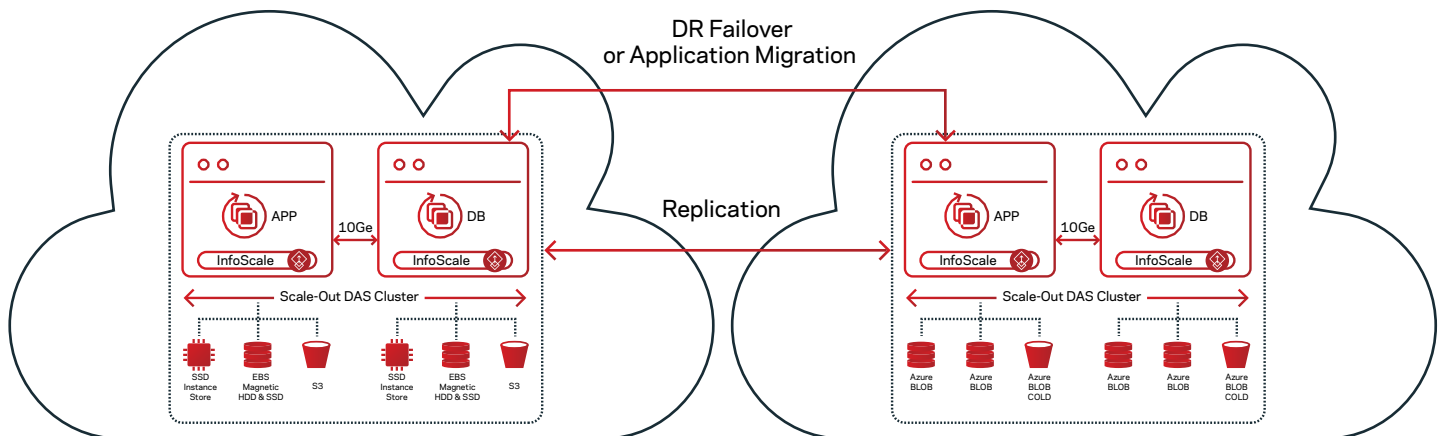 DR Failover
or Application Migration
Replication
APP
10Ge
DB
InfoScale
InfoScale
Scale-Out DAS Cluster
SSD
Instance
Store
EBS
Magnetic
HDD & SSD
S3
SSD
Instance
Store
EBS
Magnetic
HDD & SSD
S3
APP
10Ge
DB
InfoScale
InfoScale
Scale-Out DAS Cluster
Azure
BLOB
Azure
BLOB
Azure
BLOB
COLD
Azure
BLOB
Azure
BLOB
Azure
BLOB
COLD